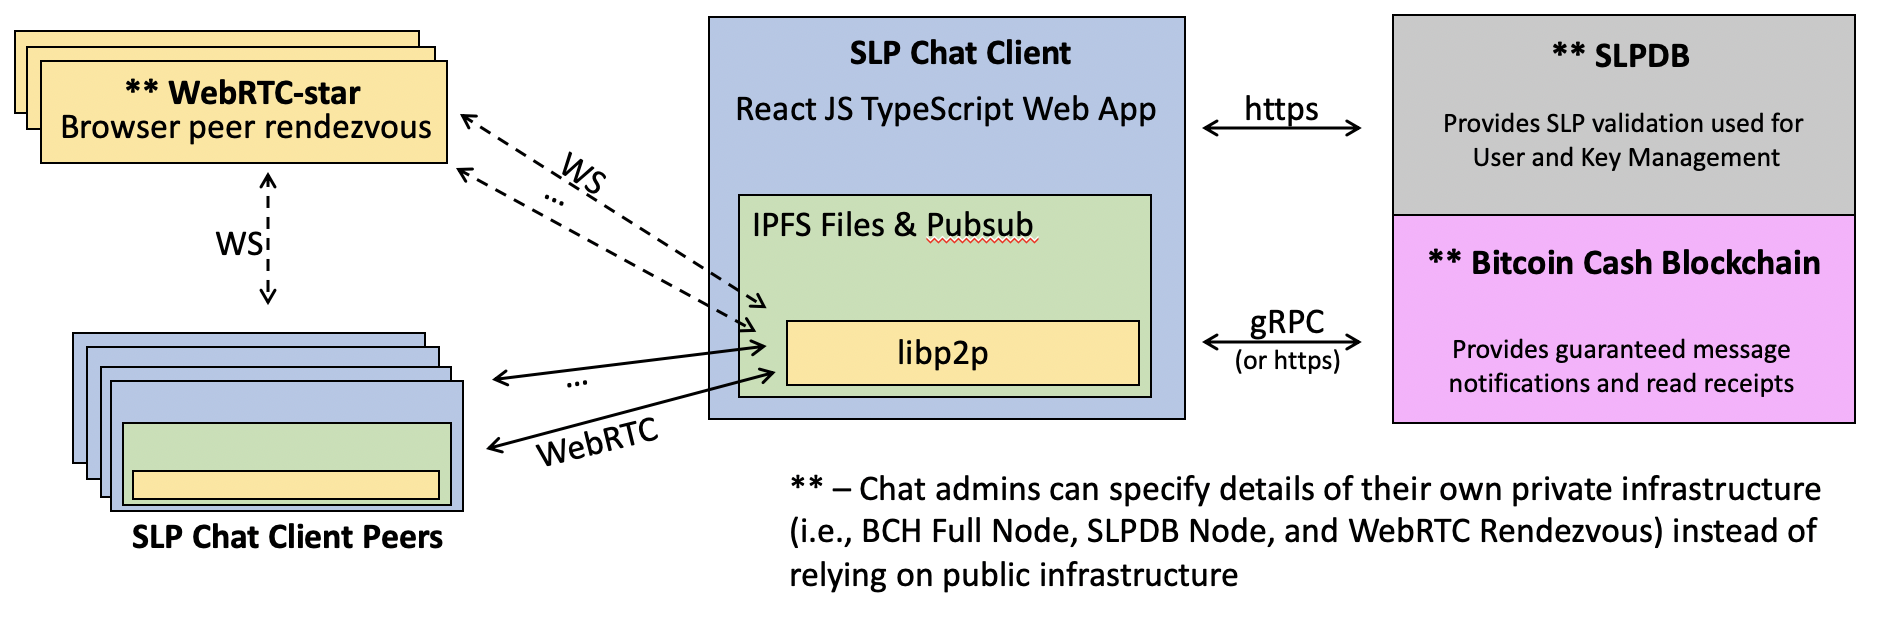 ** WebRTC-star
Browser peer rendezvous
WS
SLP Chat Client Peers
WS
...
...
WebRTC
SLP Chat Client
React JS TypeScript Web App
IPFS Files & Pubsub
libp2p
https
gRPC
(or https)
** SLPDB
Provides SLP validation used for
User and Key Management
** Bitcoin Cash Blockchain
Provides guaranteed message
notifications and read receipts
** – Chat admins can specify details of their own private infrastructure
(i.e., BCH Full Node, SLPDB Node, and WebRTC Rendezvous) instead of
relying on public infrastructure